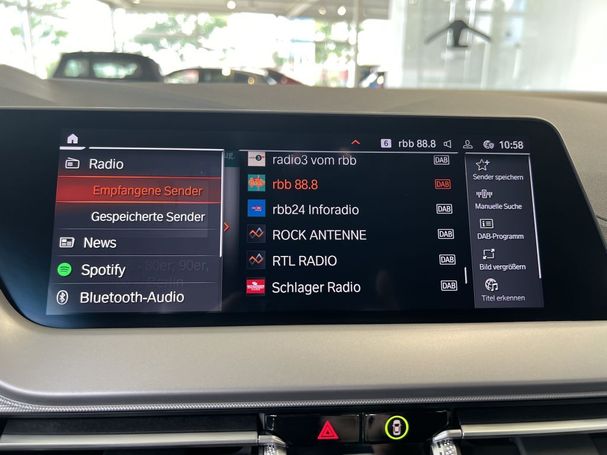 6 rbb 88.8 10:58
Radio
Empfangene Sender
Gespeicherte Sender
News
Spotify
Bluetooth-Audio
80er, 90er,
radio3 vom rbb DAB
rbb 88.8 DAB
rbb24 Inforadio DAB
ROCK ANTENNE DAB
RTL RADIO DAB
Schlager Radio DAB
Sender speichern
Manuelle Suche
DAB-Programm
Bild vergrößern
Titel erkennen